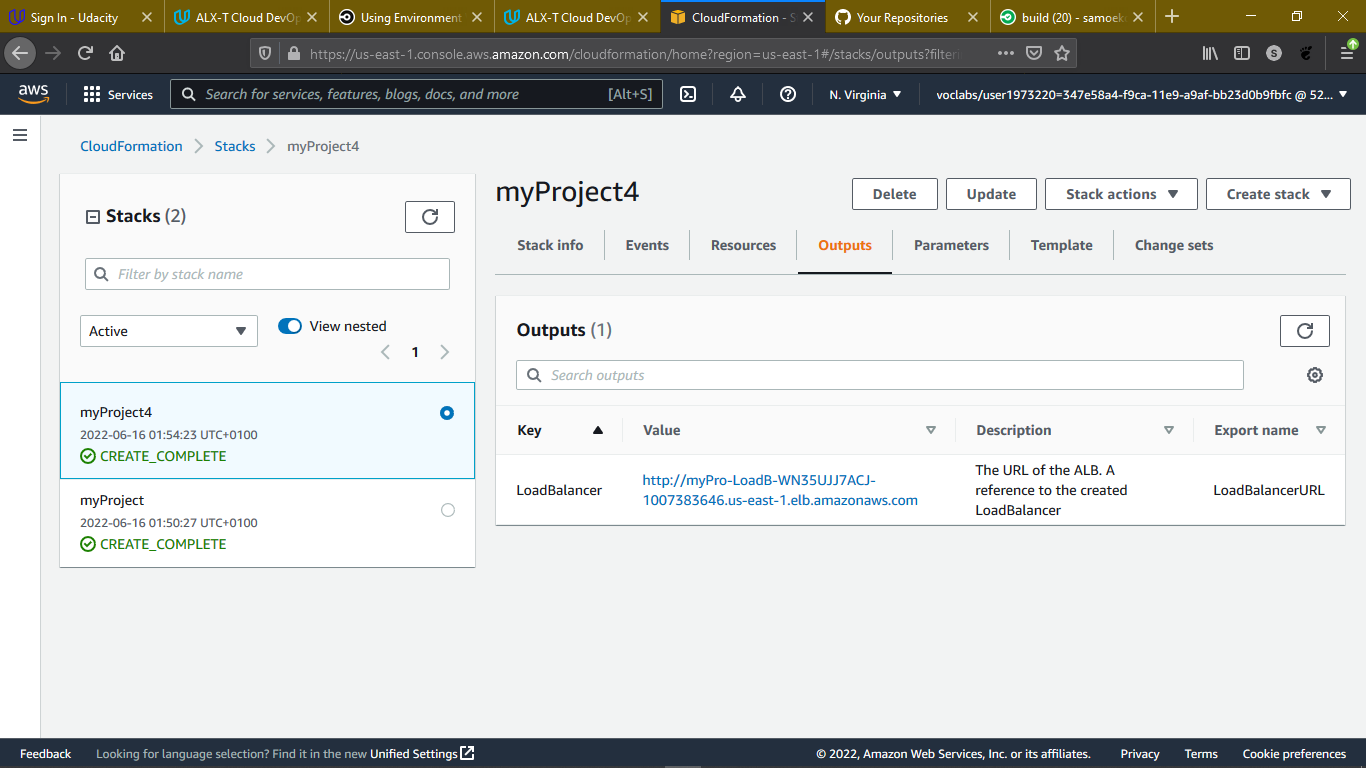 Sign In - Udacity
ALX-T Cloud DevOp
Using Environment
ALX-T Cloud DevOp
CloudFormation - S
Your Repositories
build (20) - samoek
https://us-east-1.console.aws.amazon.com/cloudformation/home?region=us-east-1#/stacks/outputs?filteri
S
aws
Services
Search for services, features, blogs, docs, and more
[Alt+S]
N. Virginia
voclabs/user1973220=347e58a4-f9ca-11e9-a9af-bb23d0b9fbfc @ 52...
CloudFormation
Stacks
myProject4
Stacks (2)
Filter by stack name
Active
View nested
1
myProject4
2022-06-16 01:54:23 UTC+0100
CREATE_COMPLETE
myProject
2022-06-16 01:50:27 UTC+0100
CREATE_COMPLETE
myProject4
Delete
Update
Stack actions
Create stack
Stack info
Events
Resources
Outputs
Parameters
Template
Change sets
Outputs (1)
Search outputs
Key
Value
Description
Export name
LoadBalancer
http://myPro-LoadB-WN35UJJ7ACJ-
1007383646.us-east-1.elb.amazonaws.com
The URL of the ALB. A
reference to the created
LoadBalancer
LoadBalancerURL
Feedback
Looking for language selection? Find it in the new Unified Settings
© 2022, Amazon Web Services, Inc. or its affiliates.
Privacy
Terms
Cookie preferences